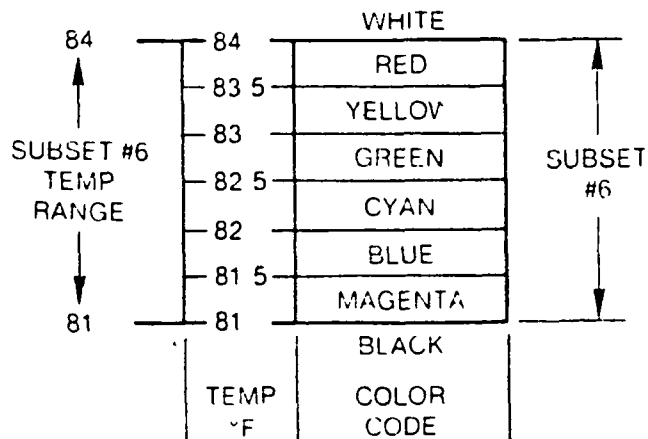 WHITE
84 84
RED
83 5
YELLOW
83
GREEN
SUBSET #6
TEMP
RANGE
82 5
SUBSET
#6
CYAN
82
BLUE
81 5
MAGENTA
81 81
BLACK
TEMP
°F
COLOR
CODE